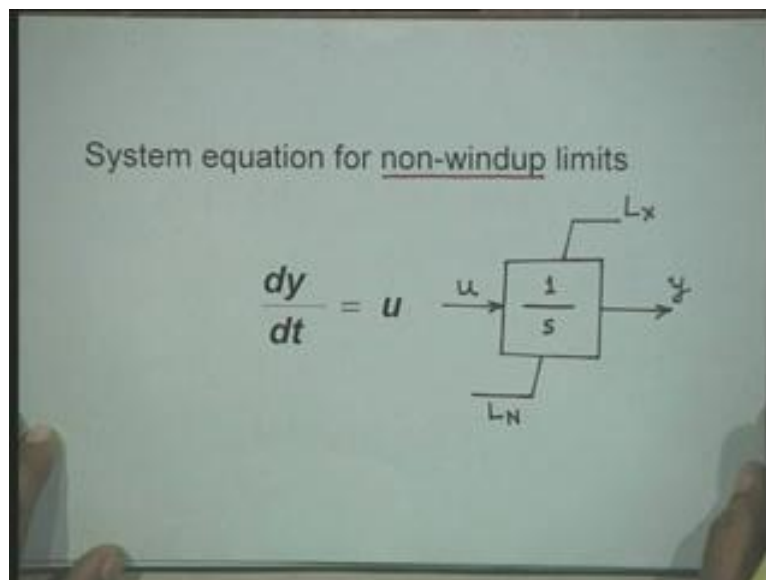 System equation for non-windup limits
Lx
dy
dt
= u
u
1
s
y
LN